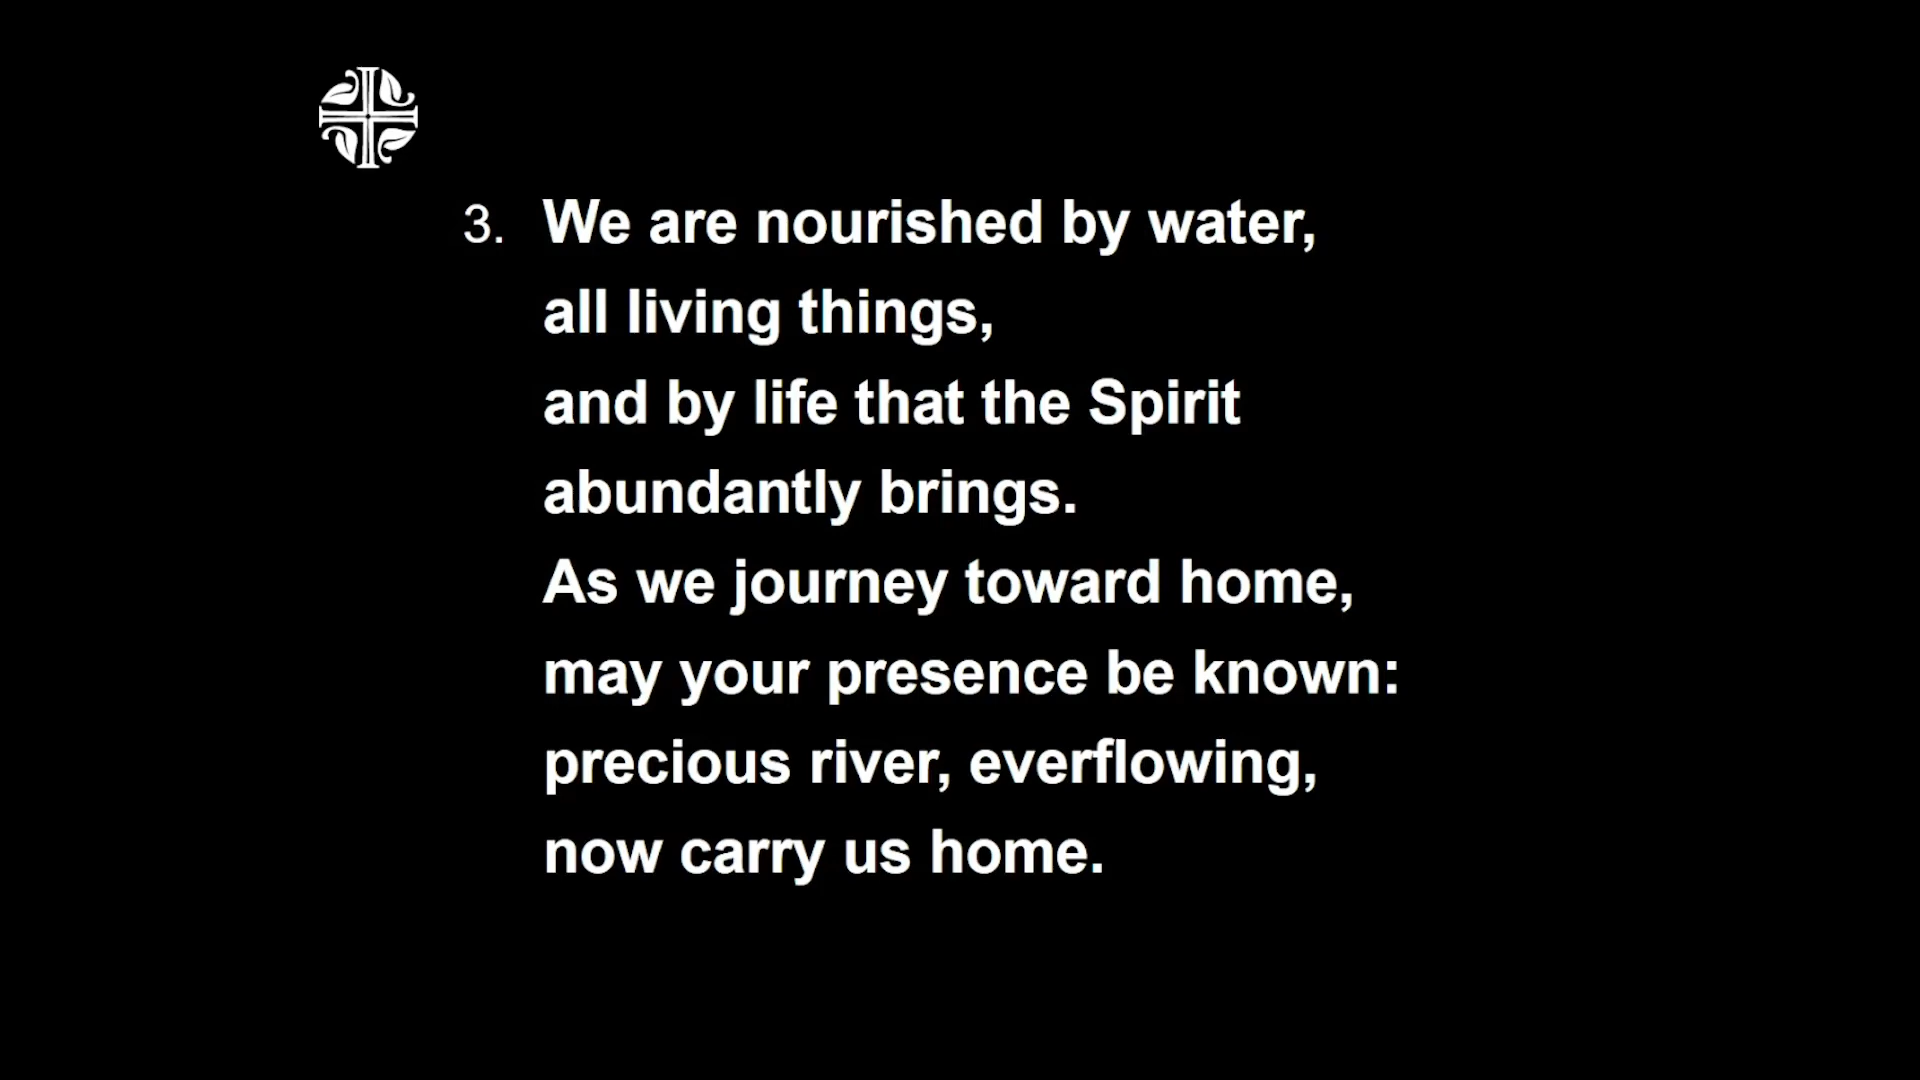 3. We are nourished by water,
all living things,
and by life that the Spirit
abundantly brings.
As we journey toward home,
may your presence be known:
precious river, everflowing,
now carry us home.